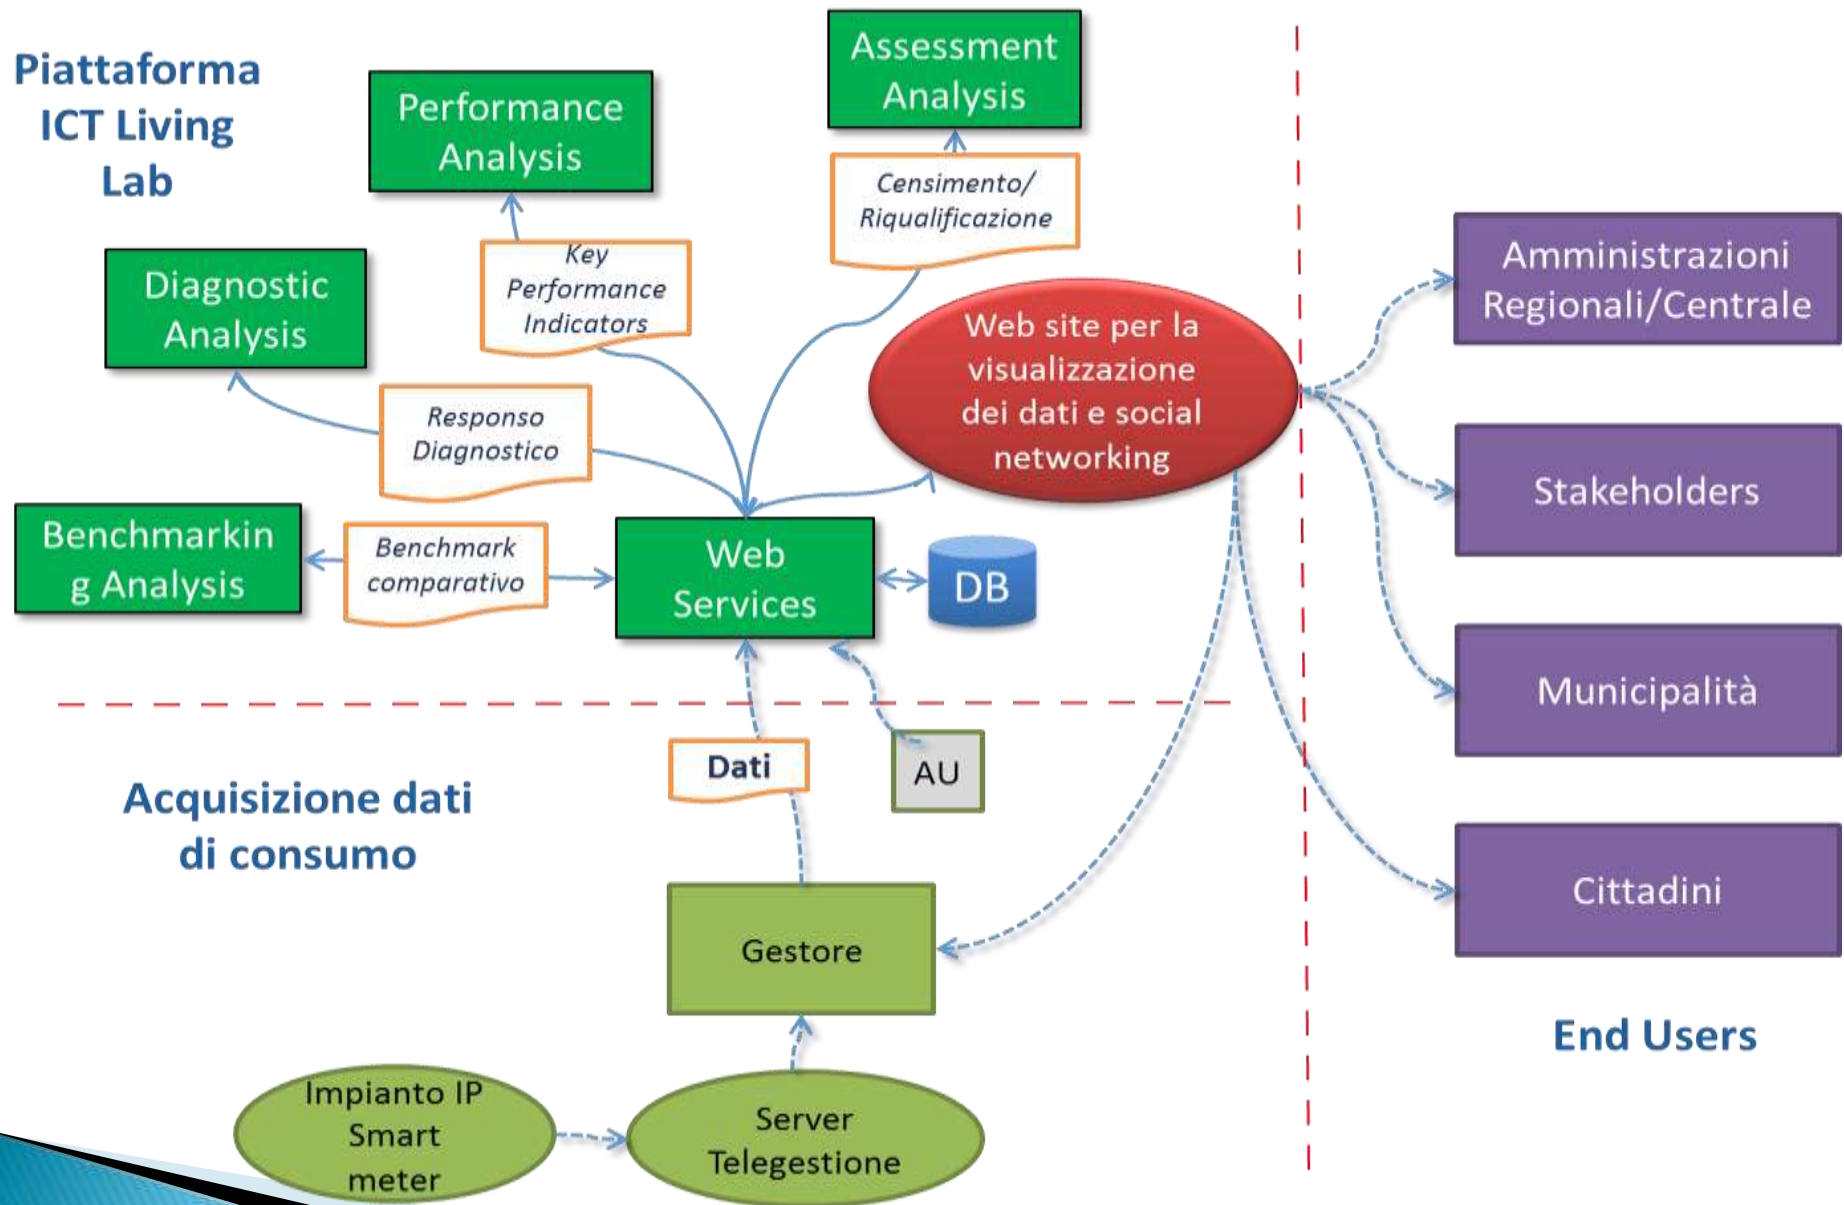 Piattaforma
ICT Living
Lab
Performance
Analysis
Assessment
Analysis
Censimento/
Riqualificazione
Key
Performance
Indicators
Diagnostic
Analysis
Responso
Diagnostico
Web site per la
visualizzazione
dei dati e social
networking
Amministrazioni
Regionali/Centrale
Stakeholders
Benchmarkin
g Analysis
Benchmark
comparativo
Web
Services
DB
Municipalità
Dati
AU
Acquisizione dati
di consumo
Gestore
Cittadini
End Users
Impianto IP
Smart
meter
Server
Telegestione